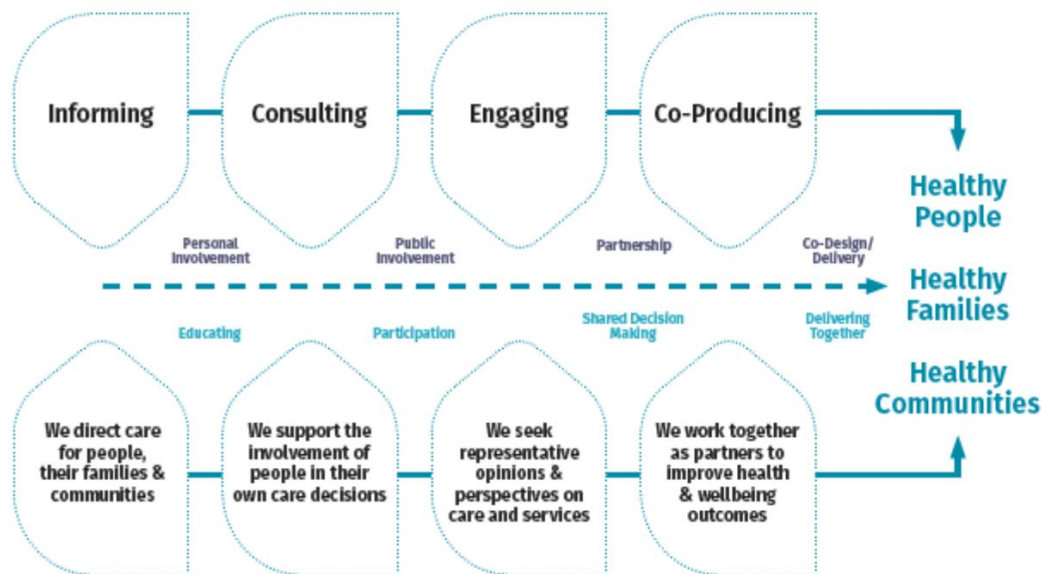 Informing
Consulting
Engaging
Co-Producing
Healthy
People
Personal
Involvement
Public
Involvement
Partnership
Co-Design/
Delivery
Healthy
Families
Educating
Participation
Shared Decision
Making
Delivering
Together
Healthy
Communities
We direct care
for people,
their families &
communities
We support the
involvement of
people in their
own care decisions
We seek
representative
opinions &
perspectives on
care and services
We work together
as partners to
improve health
& wellbeing
outcomes